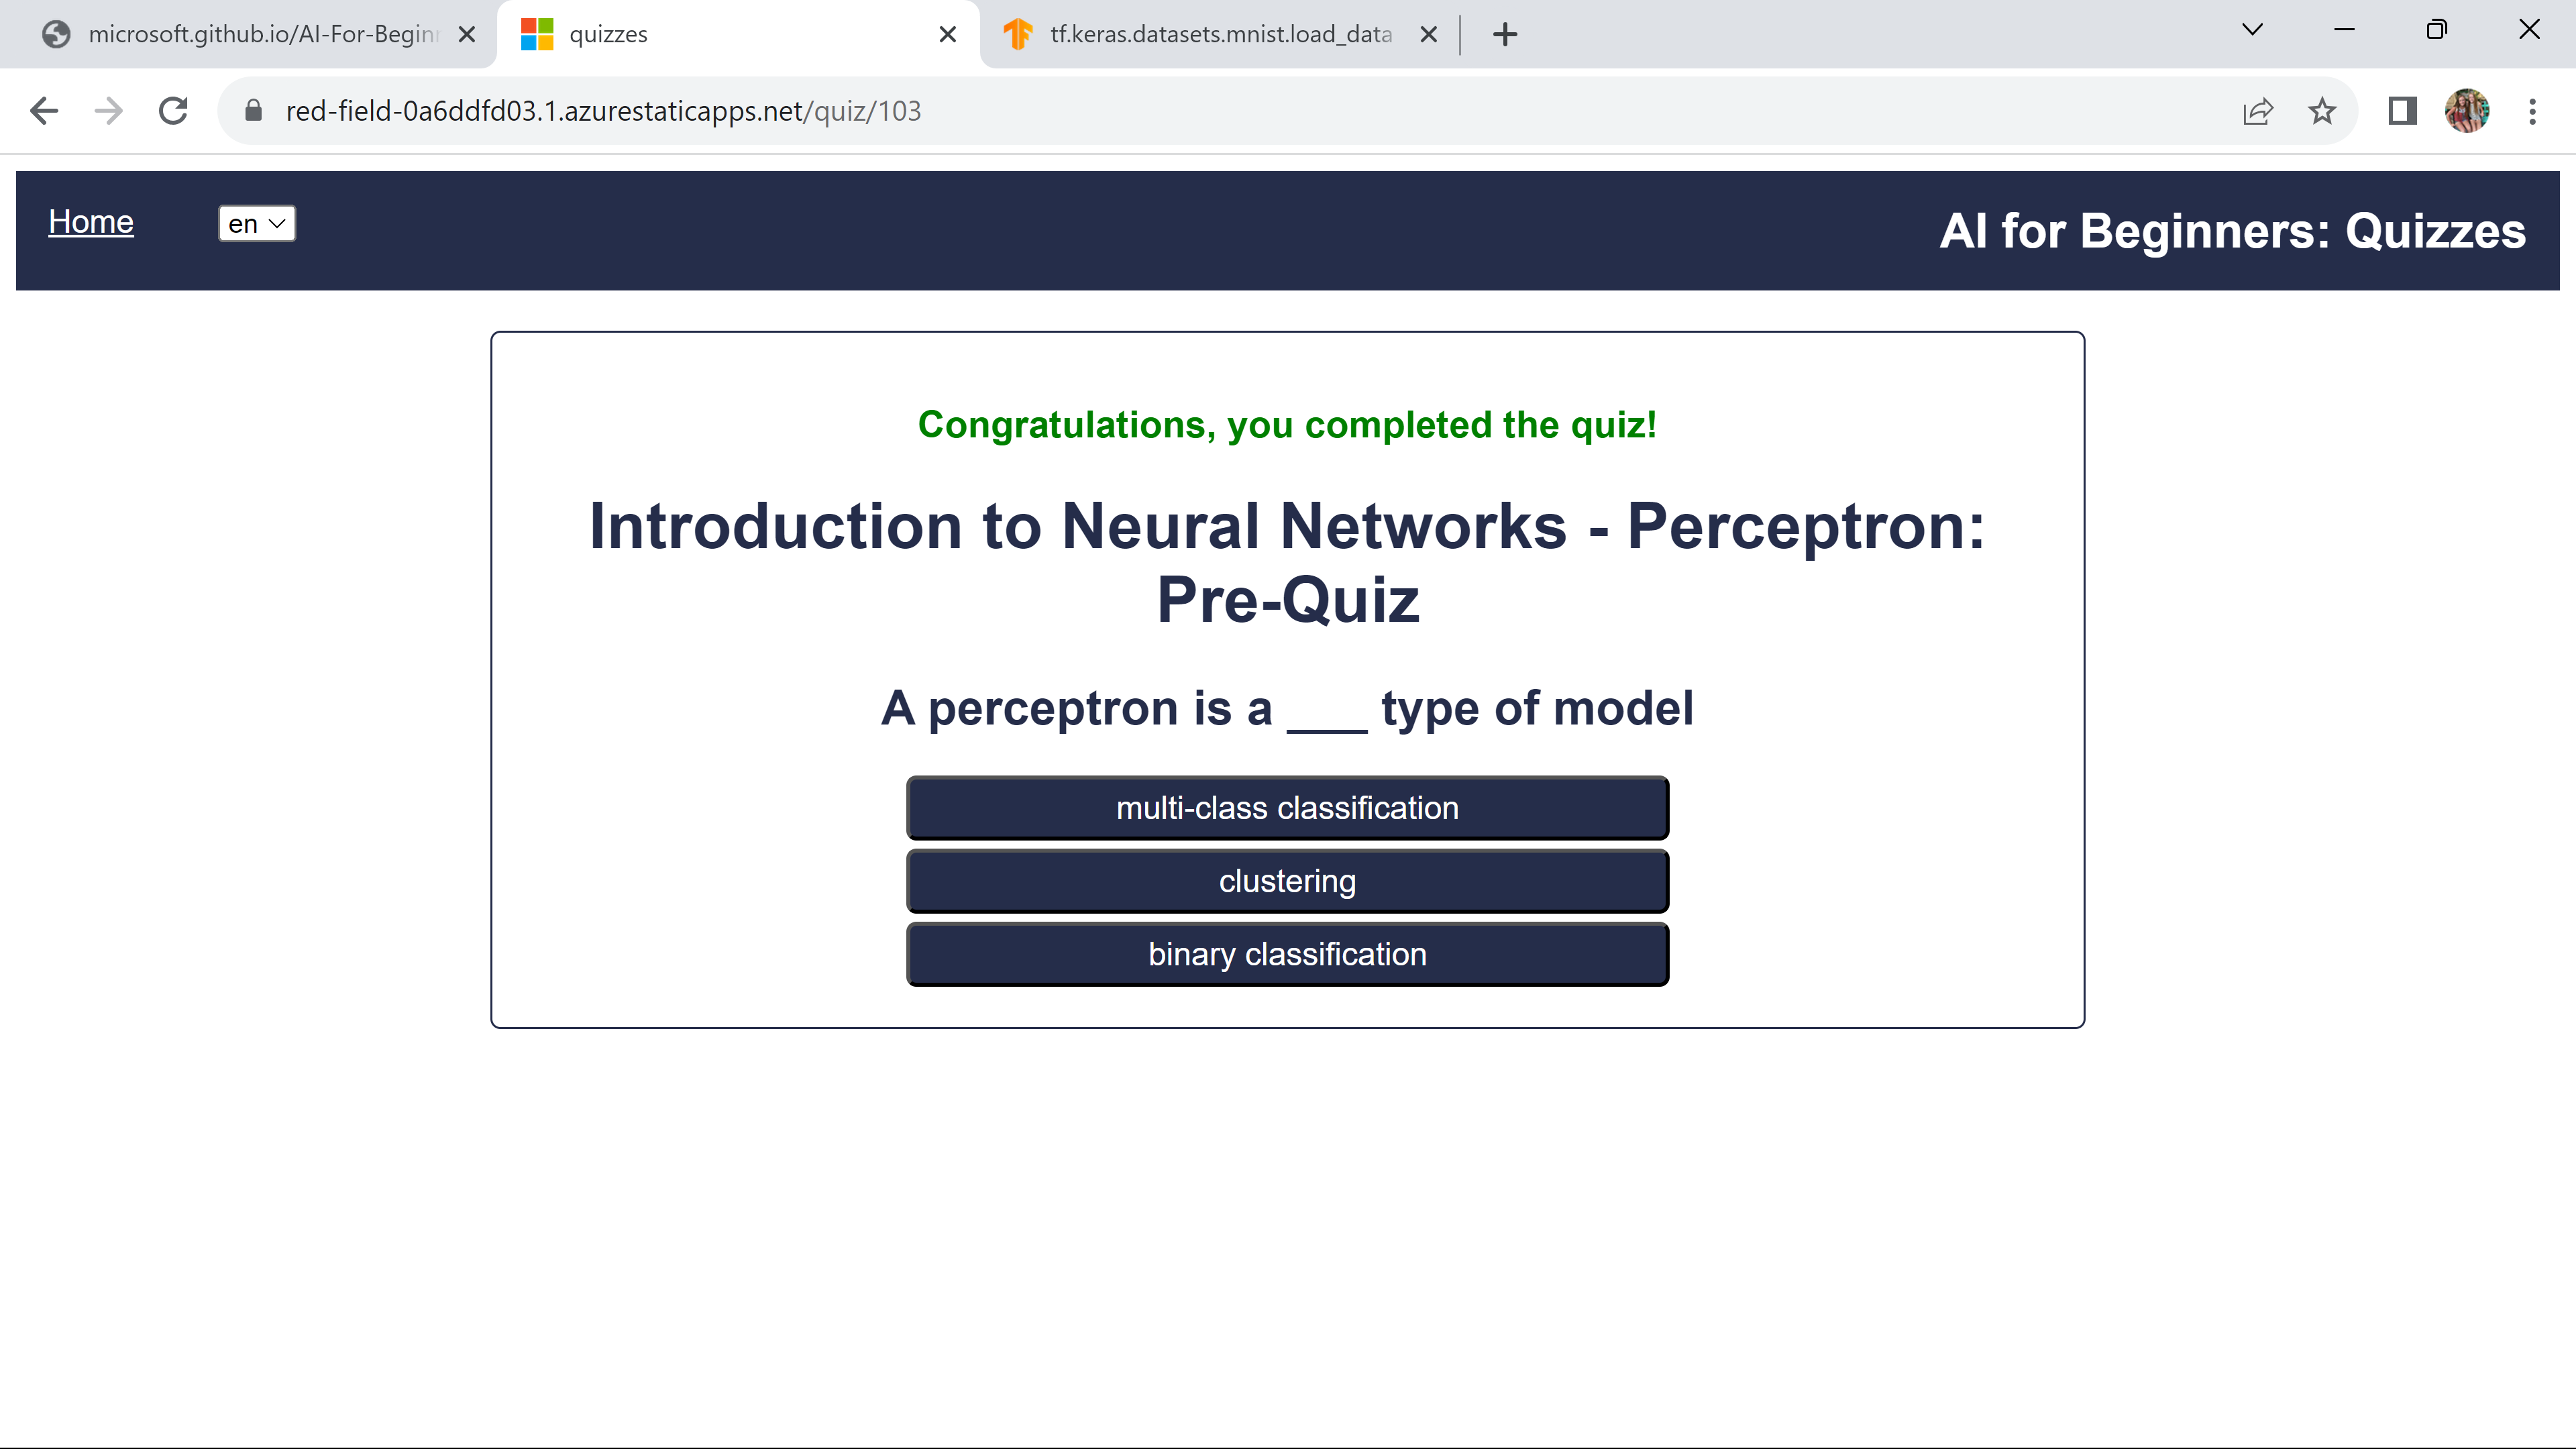 microsoft.github.io/AI-For-Begin
quizzes
tf.keras.datasets.mnist.load_data
red-field-0a6ddfd03.1.azurestaticapps.net/quiz/103
Home
en
AI for Beginners: Quizzes
Congratulations, you completed the quiz!
Introduction to Neural Networks - Perceptron:
Pre-Quiz
A perceptron is a ____ type of model
multi-class classification
clustering
binary classification